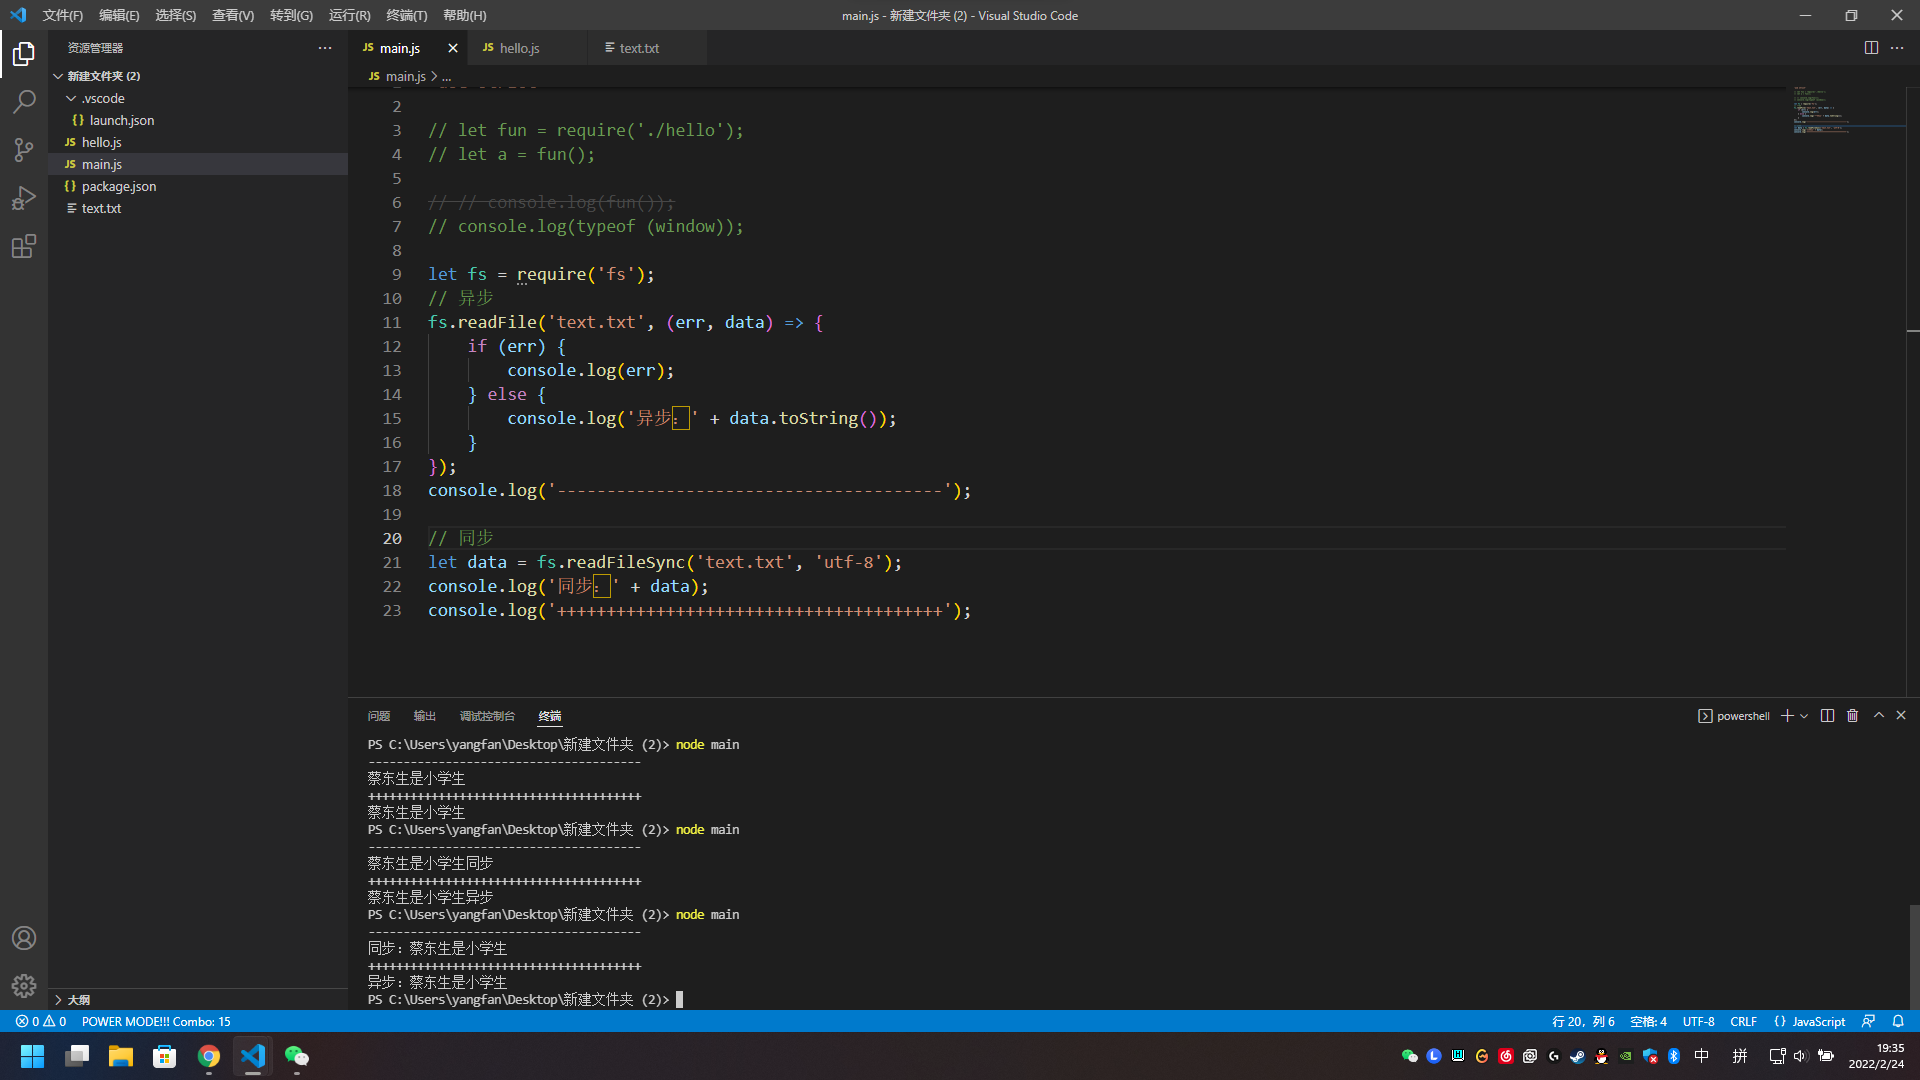 文件(F) 编辑(E) 选择(S) 查看(V) 转到(G) 运行(R) 终端(T) 帮助(H)
main.js - 新建文件夹 (2) - Visual Studio Code
资源管理器
新建文件夹 (2)
.vscode
{} launch.json
JS hello.js
JS main.js
{} package.json
text.txt
大纲
JS main.js
JS hello.js
text.txt
JS main.js > ...
2
3 // let fun = require('./hello');
4 // let a = fun();
5
6 // // console.log(fun());
7 // console.log(typeof (window));
8
9 let fs = require('fs');
10 // 异步
11 fs.readFile('text.txt', (err, data) => {
12 if (err) {
13 console.log(err);
14 } else {
15 console.log('异步：' + data.toString());
16 }
17 });
18 console.log('---------------------------------------');
19
20 // 同步
21 let data = fs.readFileSync('text.txt', 'utf-8');
22 console.log('同步：' + data);
23 console.log('+++++++++++++++++++++++++++++++++++++++');
问题 输出 调试控制台 终端
powershell
PS C:\Users\yangfan\Desktop\新建文件夹 (2)> node main
---------------------------------------
蔡东生是小学生
+++++++++++++++++++++++++++++++++++++++
蔡东生是小学生
PS C:\Users\yangfan\Desktop\新建文件夹 (2)> node main
---------------------------------------
蔡东生是小学生同步
+++++++++++++++++++++++++++++++++++++++
蔡东生是小学生异步
PS C:\Users\yangfan\Desktop\新建文件夹 (2)> node main
---------------------------------------
同步：蔡东生是小学生
+++++++++++++++++++++++++++++++++++++++
异步：蔡东生是小学生
PS C:\Users\yangfan\Desktop\新建文件夹 (2)>
0 0 POWER MODE!!! Combo: 15
行 20，列 6 空格: 4 UTF-8 CRLF {} JavaScript
中 拼
19:35
2022/2/24